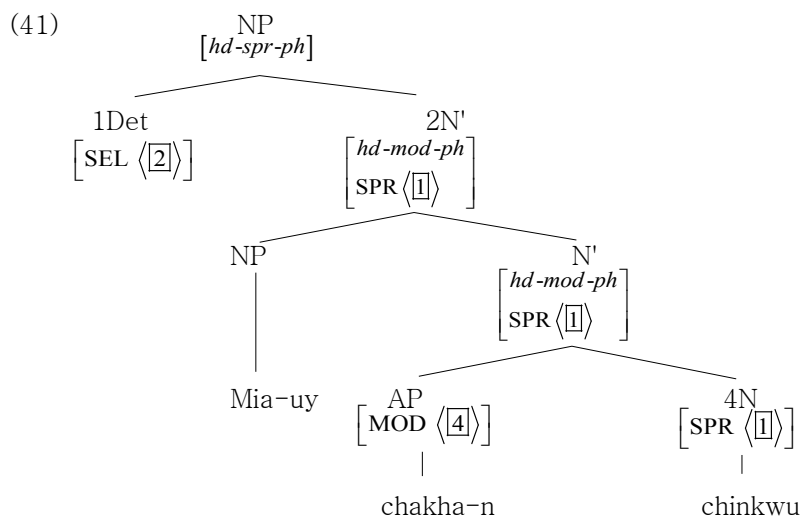 (41)
NP
[hd-spr-ph]
1Det 2N'
[SEL ⟨[2]⟩] [hd-mod-ph
SPR ⟨[1]⟩]
NP N'
[hd-mod-ph
SPR ⟨[1]⟩]
Mia-uy AP 4N
[MOD ⟨[4]⟩] [SPR ⟨[1]⟩]
chakha-n chinkwu